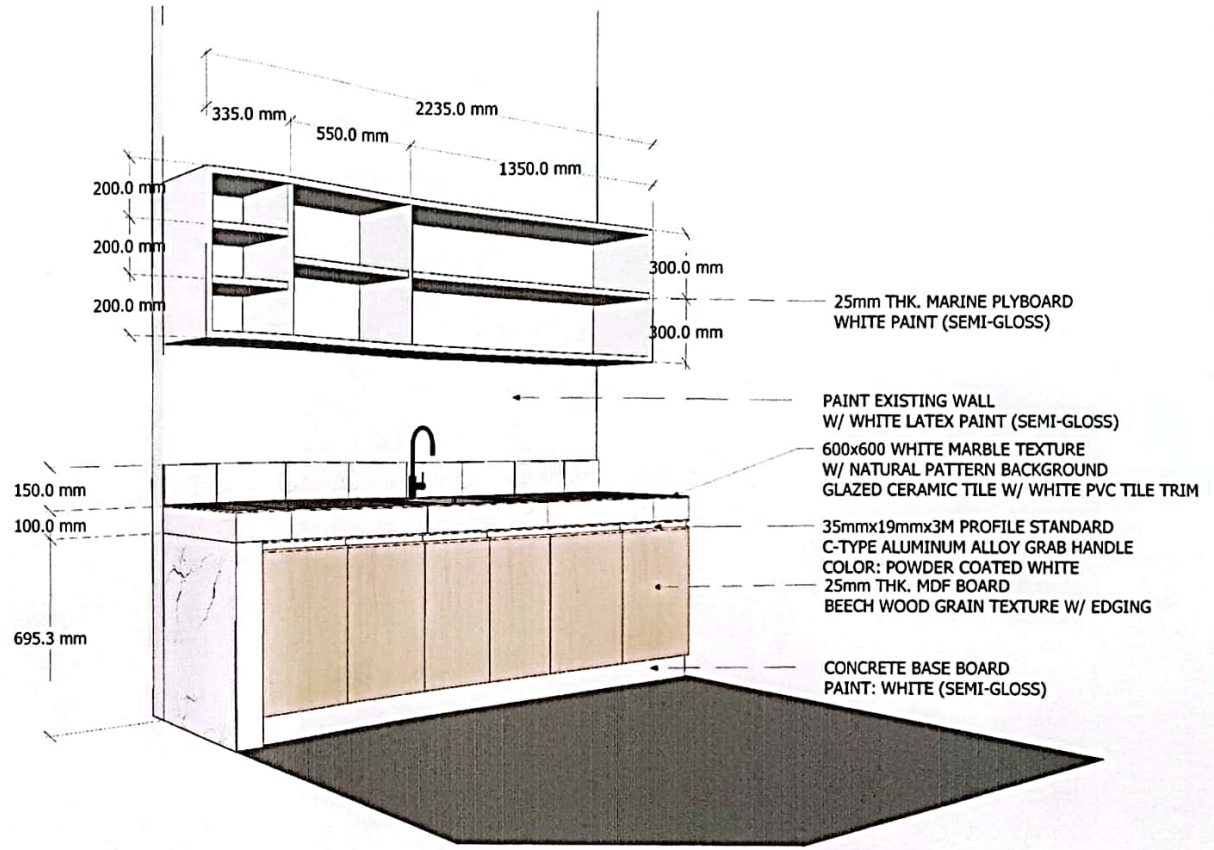 2235.0 mm
335.0 mm
550.0 mm
1350.0 mm
200.0 mm
200.0 mm
200.0 mm
300.0 mm
300.0 mm
25mm THK. MARINE PLYBOARD
WHITE PAINT (SEMI-GLOSS)
PAINT EXISTING WALL
W/ WHITE LATEX PAINT (SEMI-GLOSS)
600x600 WHITE MARBLE TEXTURE
W/ NATURAL PATTERN BACKGROUND
GLAZED CERAMIC TILE W/ WHITE PVC TILE TRIM
150.0 mm
100.0 mm
695.3 mm
35mmx19mmx3M PROFILE STANDARD
C-TYPE ALUMINUM ALLOY GRAB HANDLE
COLOR: POWDER COATED WHITE
25mm THK. MDF BOARD
BEECH WOOD GRAIN TEXTURE W/ EDGING
CONCRETE BASE BOARD
PAINT: WHITE (SEMI-GLOSS)